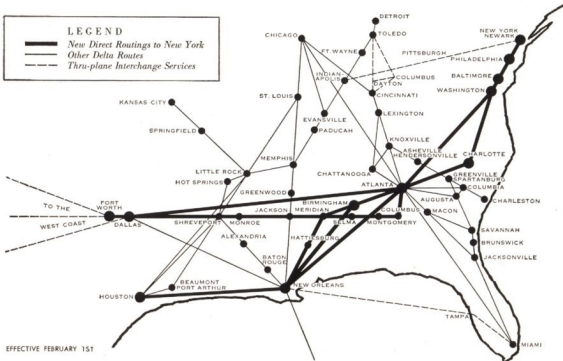 LEGEND
New Direct Routings to New York
Other Delta Routes
Thru-plane Interchange Services
DETROIT
CHICAGO
TOLEDO
NEW YORK
NEWARK
FT. WAYNE
PITTSBURGH
PHILADELPHIA
INDIAN-
APOLIS
COLUMBUS
DAYTON
BALTIMORE
WASHINGTON
CINCINNATI
KANSAS CITY
ST. LOUIS
LEXINGTON
EVANSVILLE
SPRINGFIELD
PADUCAH
KNOXVILLE
ASHEVILLE
HENDERSONVILLE
CHARLOTTE
MEMPHIS
LITTLE ROCK
CHATTANOOGA
HOT SPRINGS
GREENVILLE
SPARTANBURG
ATLANTA
COLUMBIA
GREENWOOD
BIRMINGHAM
AUGUSTA
CHARLESTON
TO THE
WEST COAST
FORT
WORTH
DALLAS
JACKSON
MERIDIAN
COLUMBUS
MACON
SHREVEPORT
MONROE
SELMA
MONTGOMERY
SAVANNAH
ALEXANDRIA
HATTIESBURG
BRUNSWICK
BATON
ROUGE
JACKSONVILLE
BEAUMONT
PORT ARTHUR
NEW ORLEANS
HOUSTON
TAMPA
MIAMI
EFFECTIVE FEBRUARY 1ST